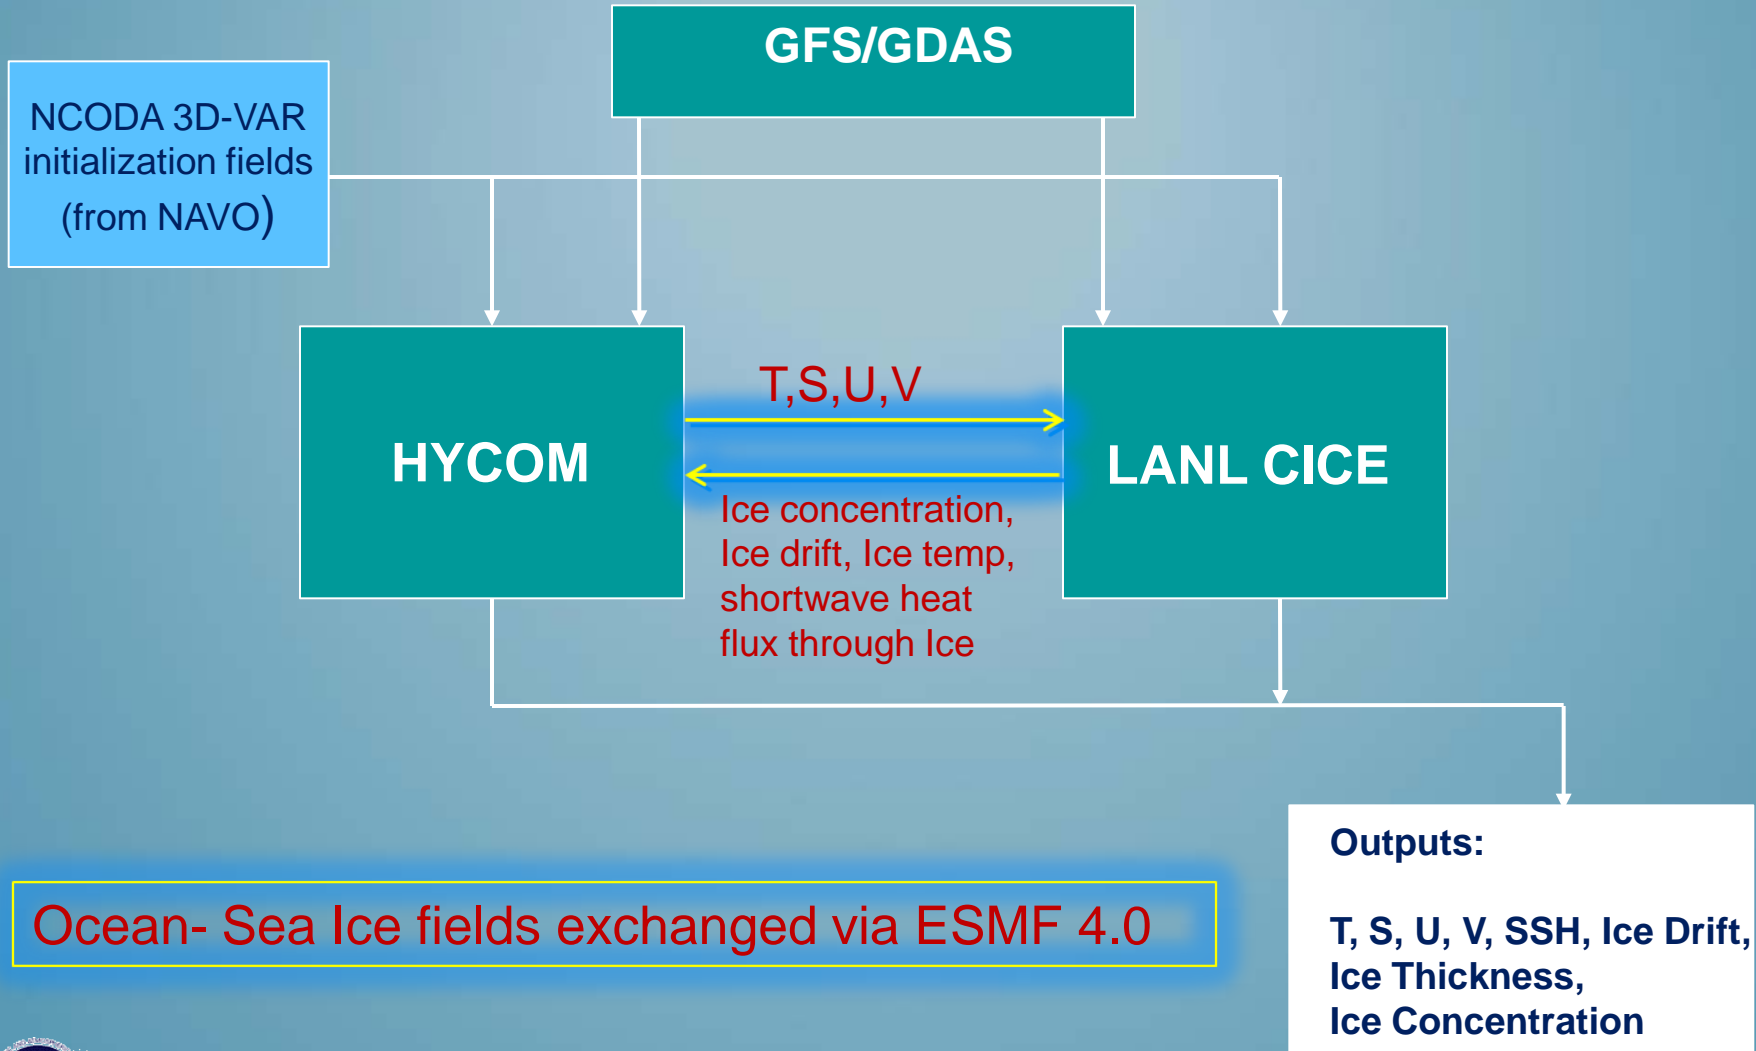 GFS/GDAS
NCODA 3D-VAR
initialization fields
(from NAVO)
T,S,U,V
HYCOM
LANL CICE
Ice concentration,
Ice drift, Ice temp,
shortwave heat
flux through Ice
Outputs:
Ocean- Sea Ice fields exchanged via ESMF 4.0
T, S, U, V, SSH, Ice Drift,
Ice Thickness,
Ice Concentration